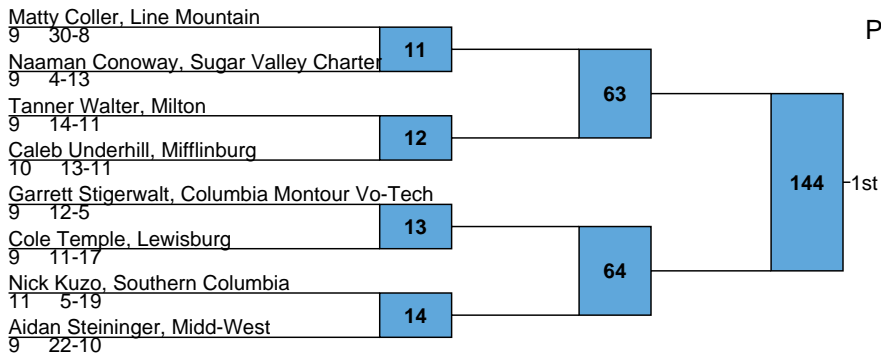 Matty Coller, Line Mountain
9 30-8
11
Naaman Conoway, Sugar Valley Charter
9 4-13
63
Tanner Walter, Milton
9 14-11
12
Caleb Underhill, Mifflinburg
10 13-11
144
1st
Garrett Stigerwalt, Columbia Montour Vo-Tech
9 12-5
13
Cole Temple, Lewisburg
9 11-17
64
Nick Kuzo, Southern Columbia
11 5-19
14
Aidan Steininger, Midd-West
9 22-10
P